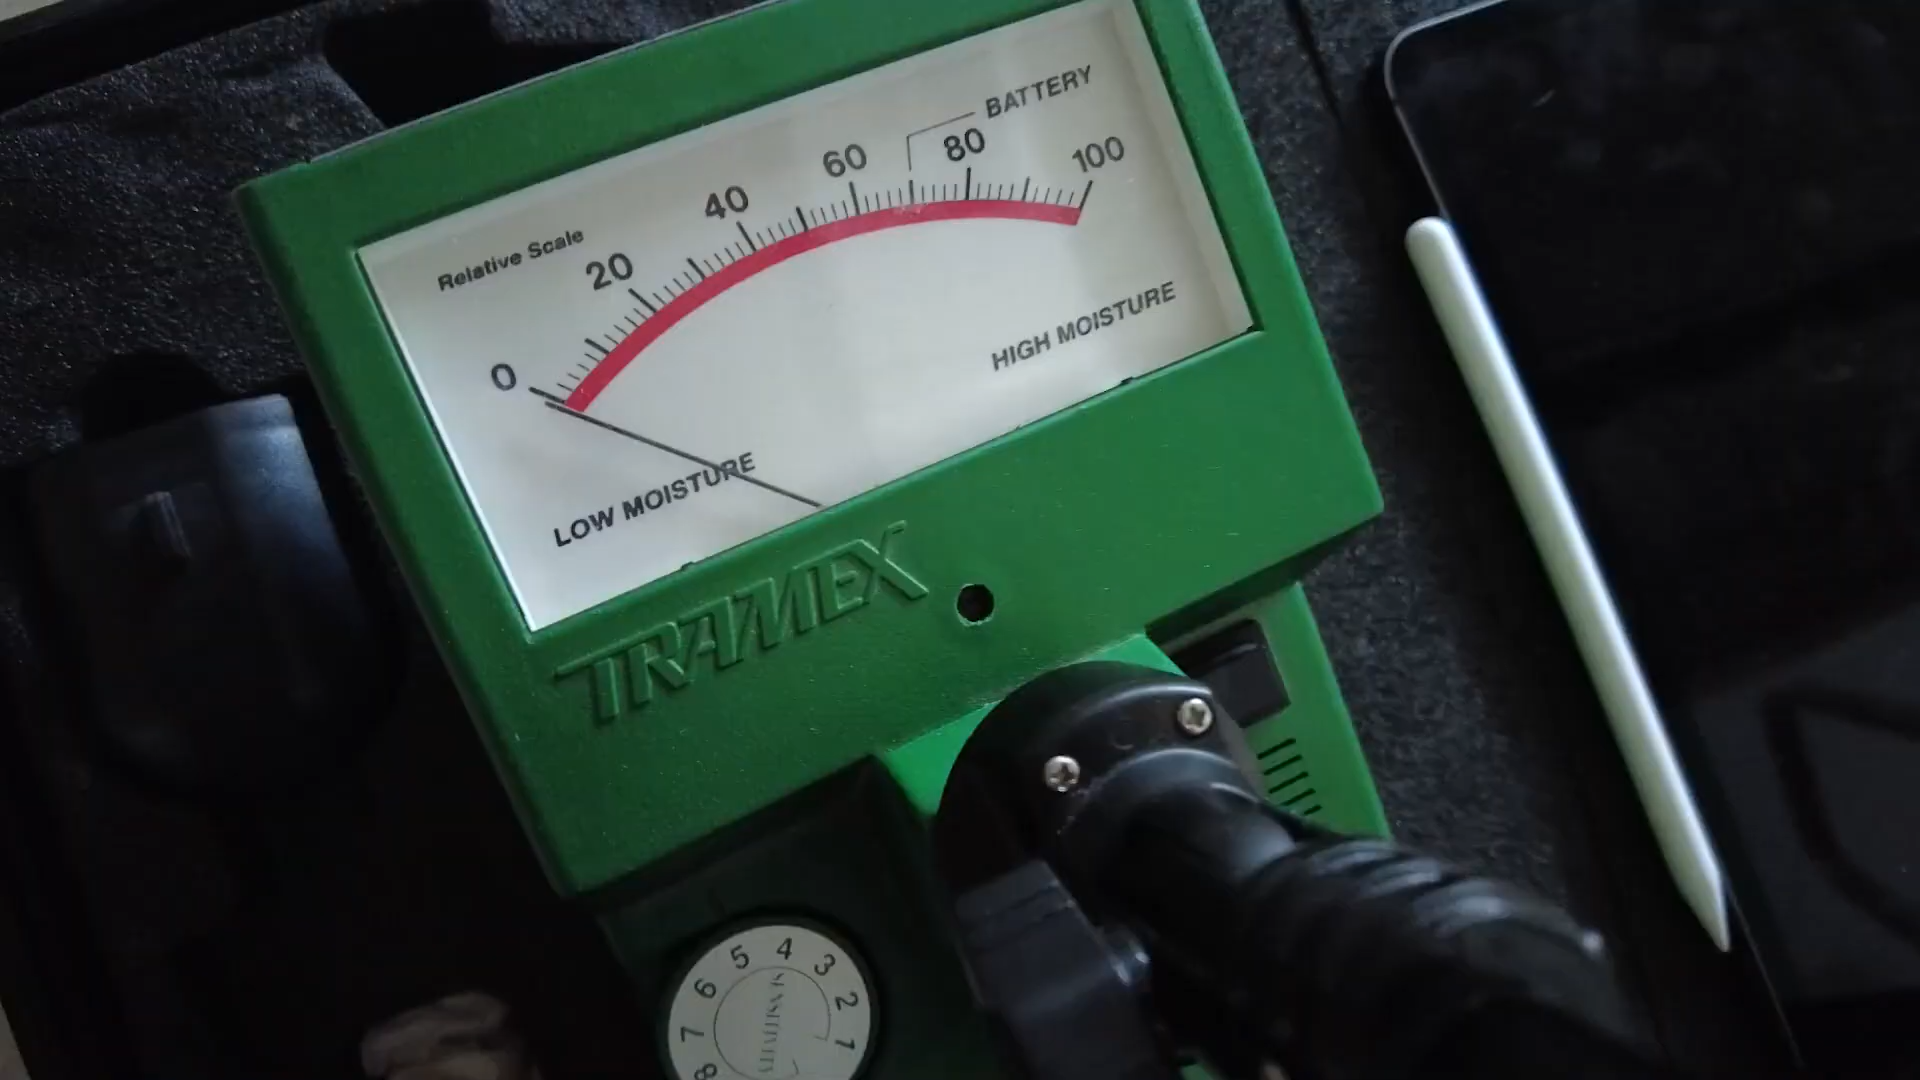 BATTERY
Relative Scale
0 20 40 60 80 100
LOW MOISTURE
HIGH MOISTURE
TRAMEX
8 7 6 5 4 3 2 1
SENSITIVITY